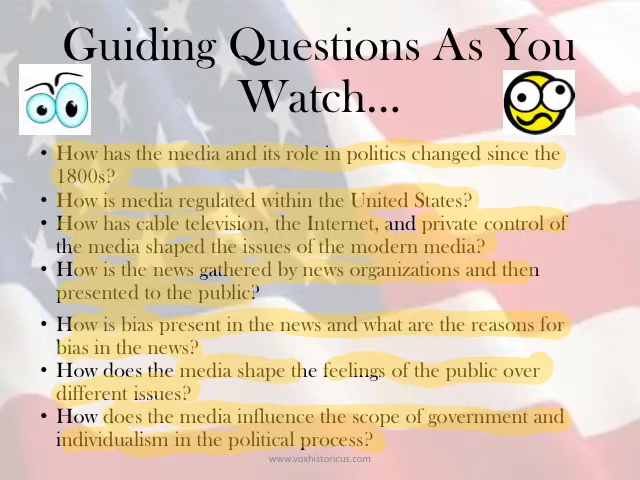 Guiding Questions As You
Watch...
• How has the media and its role in politics changed since the
1800s?
• How is media regulated within the United States?
• How has cable television, the Internet, and private control of
the media shaped the issues of the modern media?
• How is the news gathered by news organizations and then
presented to the public?
• How is bias present in the news and what are the reasons for
bias in the news?
• How does the media shape the feelings of the public over
different issues?
• How does the media influence the scope of government and
individualism in the political process?
www.voxhistoricus.com